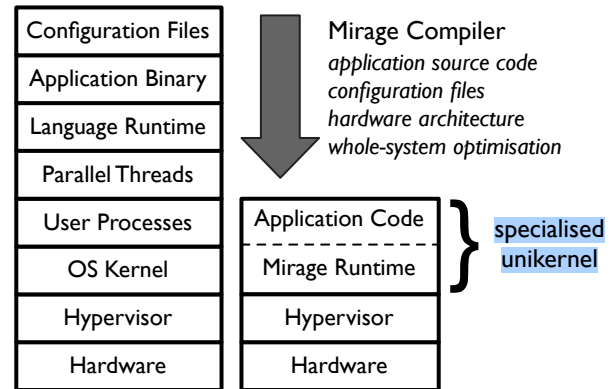 Configuration Files
Application Binary
Language Runtime
Parallel Threads
User Processes
OS Kernel
Hypervisor
Hardware
Mirage Compiler
application source code
configuration files
hardware architecture
whole-system optimisation
Application Code
Mirage Runtime
Hypervisor
Hardware
specialised
unikernel